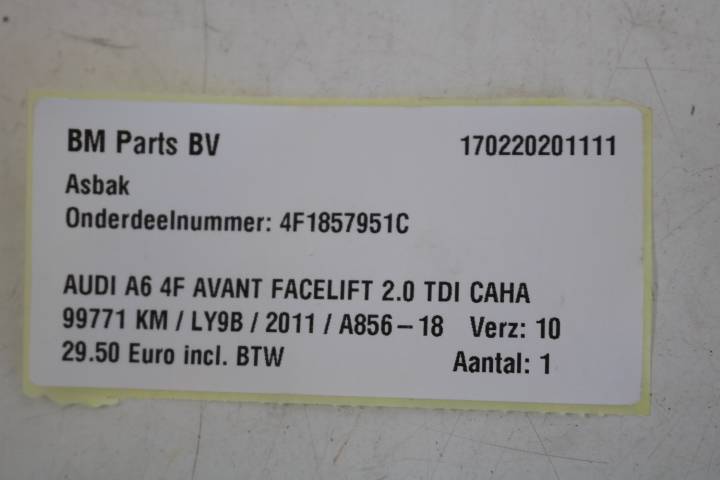 BM Parts BV 170220201111
Asbak
Onderdeelnummer: 4F1857951C
AUDI A6 4F AVANT FACELIFT 2.0 TDI CAHA
99771 KM / LY9B / 2011 / A856-18 Verz: 10
29.50 Euro incl. BTW Aantal: 1